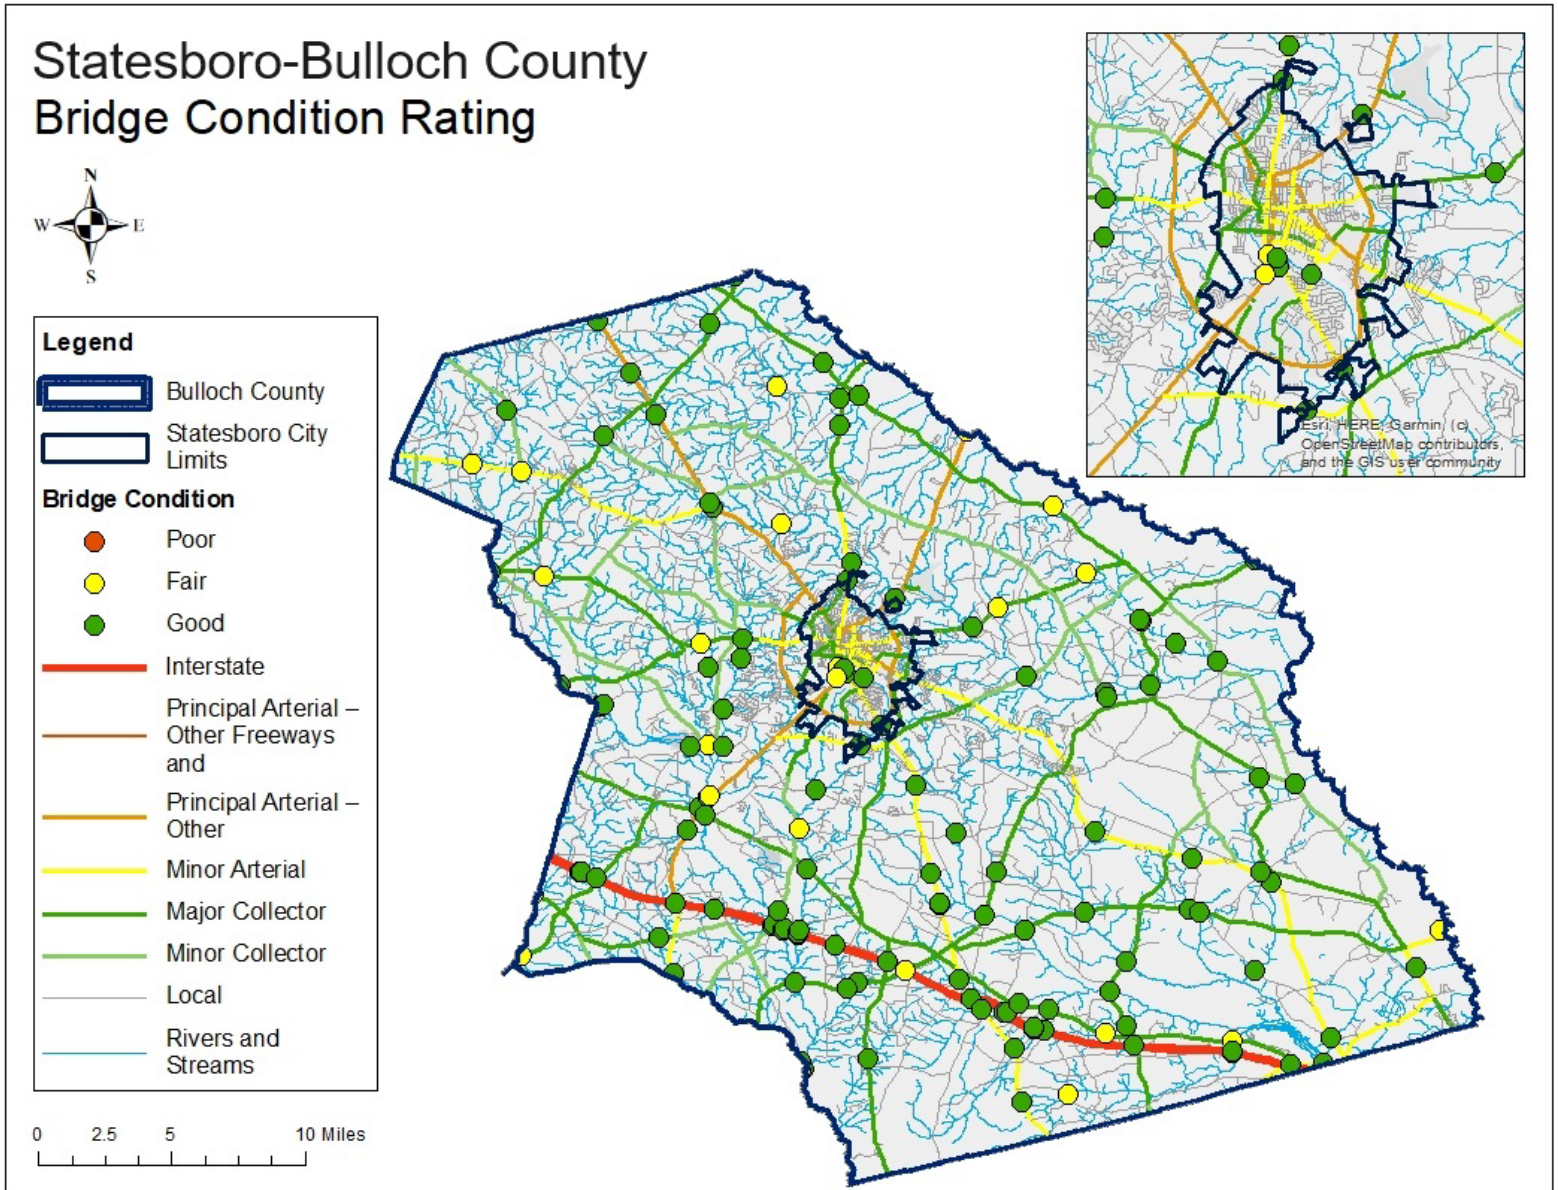 Statesboro-Bulloch County
Bridge Condition Rating
N
W E
S
Legend
Bulloch County
Statesboro City
Limits
Bridge Condition
Poor
Fair
Good
Interstate
Principal Arterial –
Other Freeways
and
Principal Arterial –
Other
Minor Arterial
Major Collector
Minor Collector
Local
Rivers and
Streams
0 2.5 5 10 Miles
Esri, HERE, Garmin, (c)
OpenStreetMap contributors,
and the GIS user community